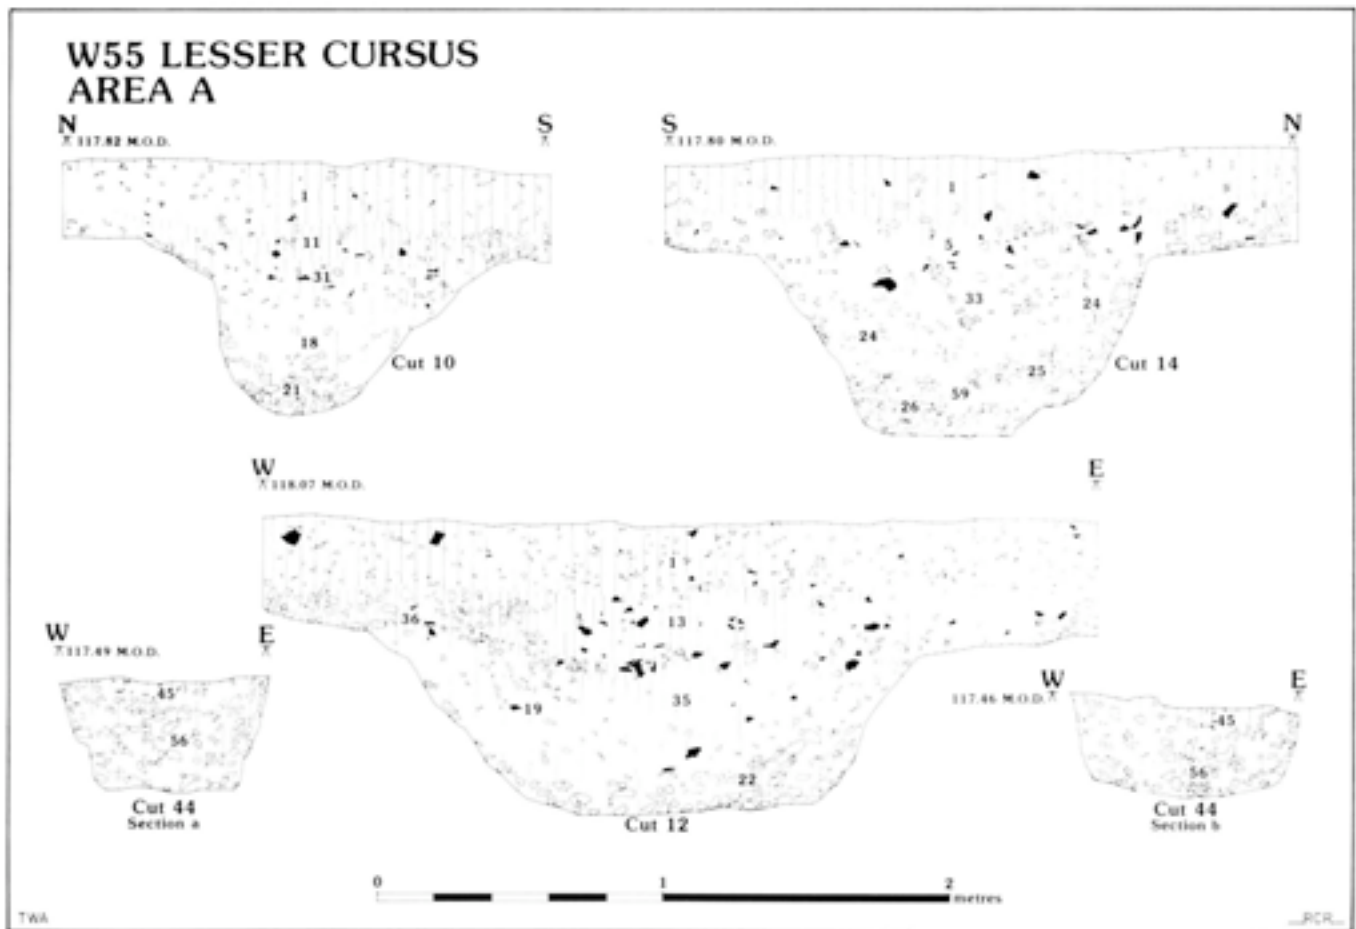 W55 LESSER CURSUS
AREA A
N S
117.82 M.O.D.
1
11
31
18
21
Cut 10
S N
117.80 M.O.D.
1
5
33
24
24
25
59
26
Cut 14
W E
118.07 M.O.D.
1
36
13
19
35
22
Cut 12
W E
117.49 M.O.D.
45
56
Cut 44
Section a
W E
117.46 M.O.D.
45
56
Cut 44
Section b
0 1 2
metres
TWA
RCR